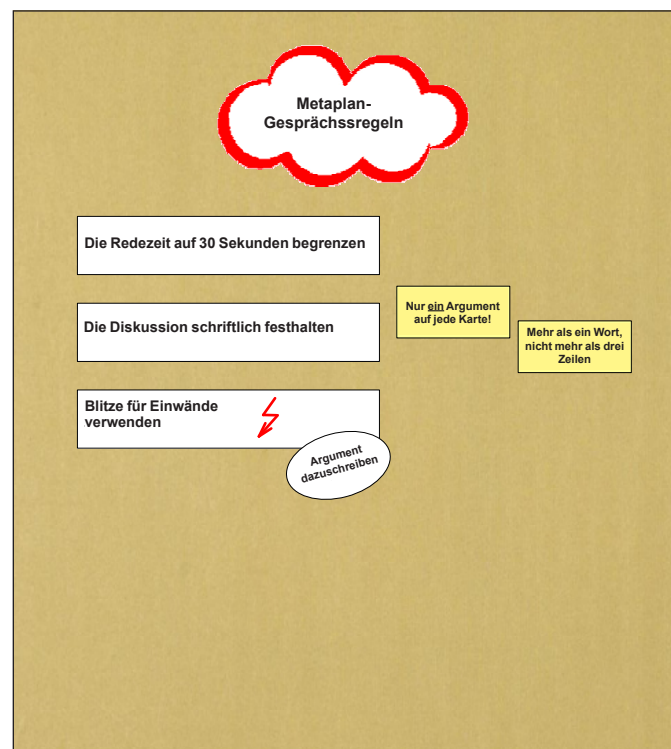 Metaplan-
Gesprächssregeln
Die Redezeit auf 30 Sekunden begrenzen
Die Diskussion schriftlich festhalten
Nur ein Argument
auf jede Karte!
Mehr als ein Wort,
nicht mehr als drei
Zeilen
Blitze für Einwände
verwenden
Argument
dazuschreiben